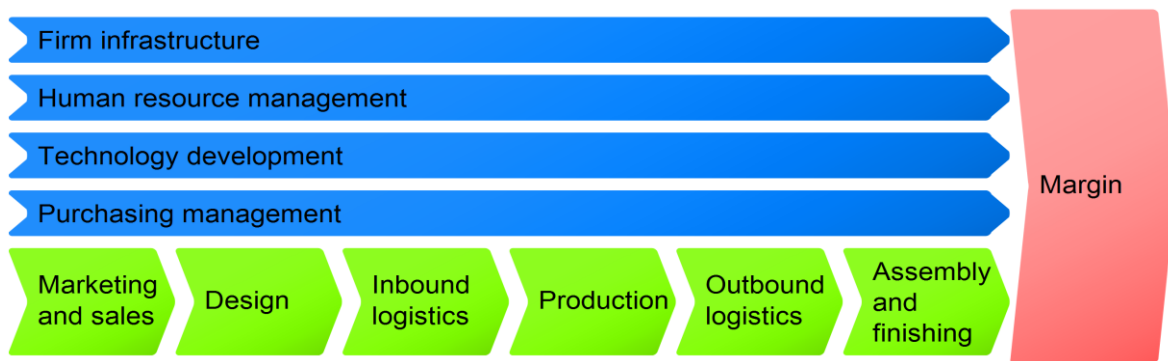 Firm infrastructure
Human resource management
Technology development
Purchasing management
Margin
Marketing
and sales
Design
Inbound
logistics
Production
Outbound
logistics
Assembly
and
finishing